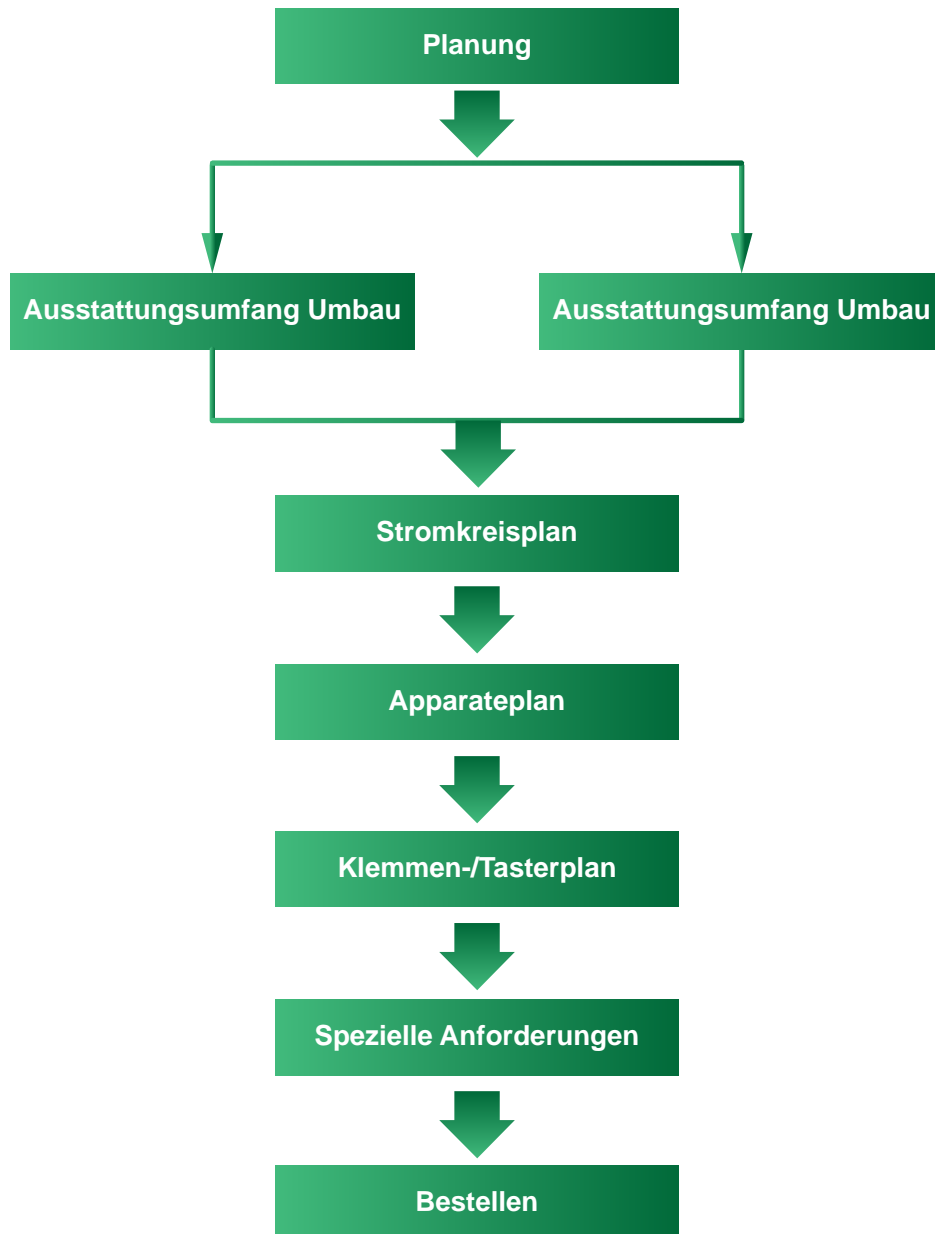 Planung
Ausstattungsumfang Umbau
Ausstattungsumfang Umbau
Stromkreisplan
Apparateplan
Klemmen-/Tasterplan
Spezielle Anforderungen
Bestellen